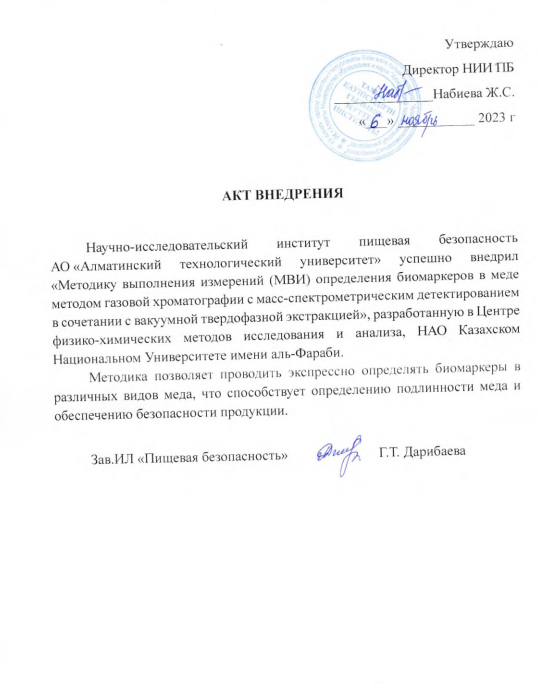 Утверждаю
Директор НИИ ПБ
Набиева Ж.С.
« 6 » ноябрь 2023 г
АКТ ВНЕДРЕНИЯ
Научно-исследовательский институт пищевая безопасность
АО «Алматинский технологический университет» успешно внедрил
«Методику выполнения измерений (МВИ) определения биомаркеров в меде
методом газовой хроматографии с масс-спектрометрическим детектированием
в сочетании с вакуумной твердофазной экстракцией», разработанную в Центре
физико-химических методов исследования и анализа, НАО Казахском
Национальном Университете имени аль-Фараби.
Методика позволяет проводить экспрессно определять биомаркеры в
различных видов меда, что способствует определению подлинности меда и
обеспечению безопасности продукции.
Зав.ИЛ «Пищевая безопасность» Г.Т. Дарибаева